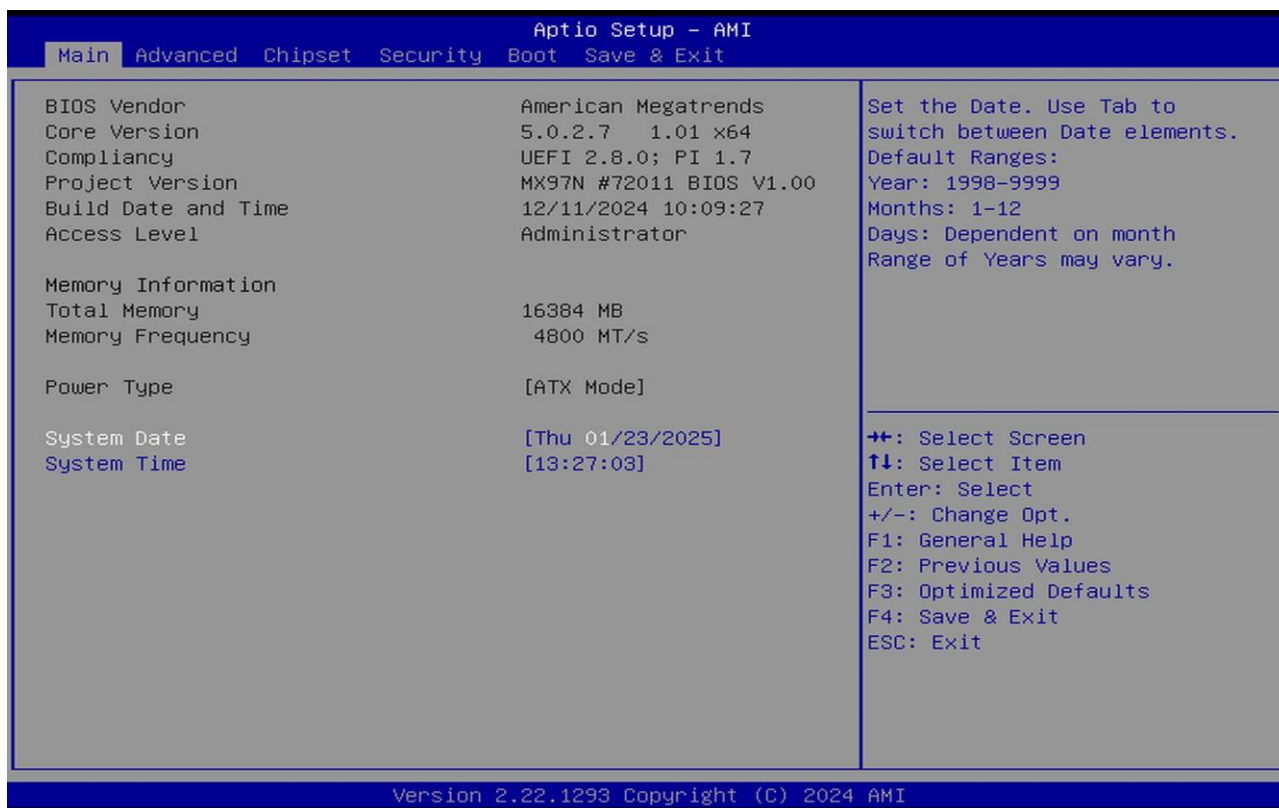 Aptio Setup – AMI
Main Advanced Chipset Security Boot Save & Exit
BIOS Vendor American Megatrends
Core Version 5.0.2.7 1.01 x64
Compliancy UEFI 2.8.0; PI 1.7
Project Version MX97N #72011 BIOS V1.00
Build Date and Time 12/11/2024 10:09:27
Access Level Administrator
Memory Information
Total Memory 16384 MB
Memory Frequency 4800 MT/s
Power Type [ATX Mode]
System Date [Thu 01/23/2025]
System Time [13:27:03]
Set the Date. Use Tab to
switch between Date elements.
Default Ranges:
Year: 1998-9999
Months: 1-12
Days: Dependent on month
Range of Years may vary.
→←: Select Screen
↑↓: Select Item
Enter: Select
+/-: Change Opt.
F1: General Help
F2: Previous Values
F3: Optimized Defaults
F4: Save & Exit
ESC: Exit
Version 2.22.1293 Copyright (C) 2024 AMI